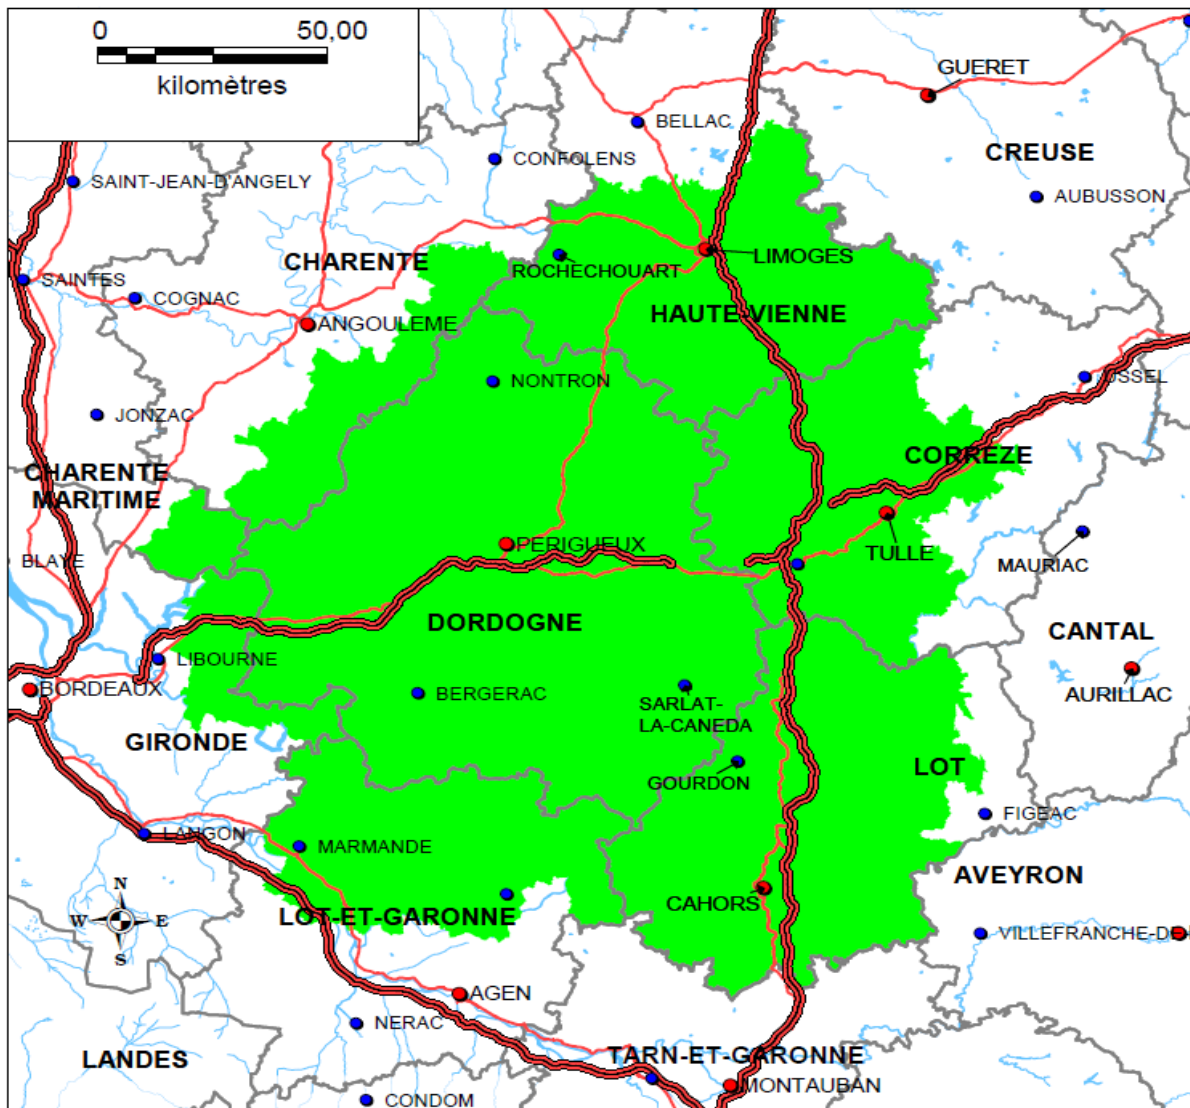 0 50,00
kilomètres
GUERET
BELLAC
CONFOLENS
CREUSE
SAINT-JEAN-D'ANGELY
AUBUSSON
LIMOGES
CHARENTE
ROCHECHOUART
SAINTES
COGNAC
HAUTE-VIENNE
ANGOULEME
NONTRON
USSEL
JONZAC
CORREZE
CHARENTE
MARITIME
PERIGUEUX
TULLE
BLAYE
MAURIAC
DORDOGNE
CANTAL
LIBOURNE
BORDEAUX
BERGERAC
SARLAT-
LA-CANEDA
AURILLAC
GIRONDE
GOURDON
LOT
FIGEAC
LANGON
MARMANDE
AVEYRON
N
W E
S
CAHORS
LOT-ET-GARONNE
VILLEFRANCHE-DE-
AGEN
NERAC
LANDES
TARN-ET-GARONNE
MONTAUBAN
CONDOM